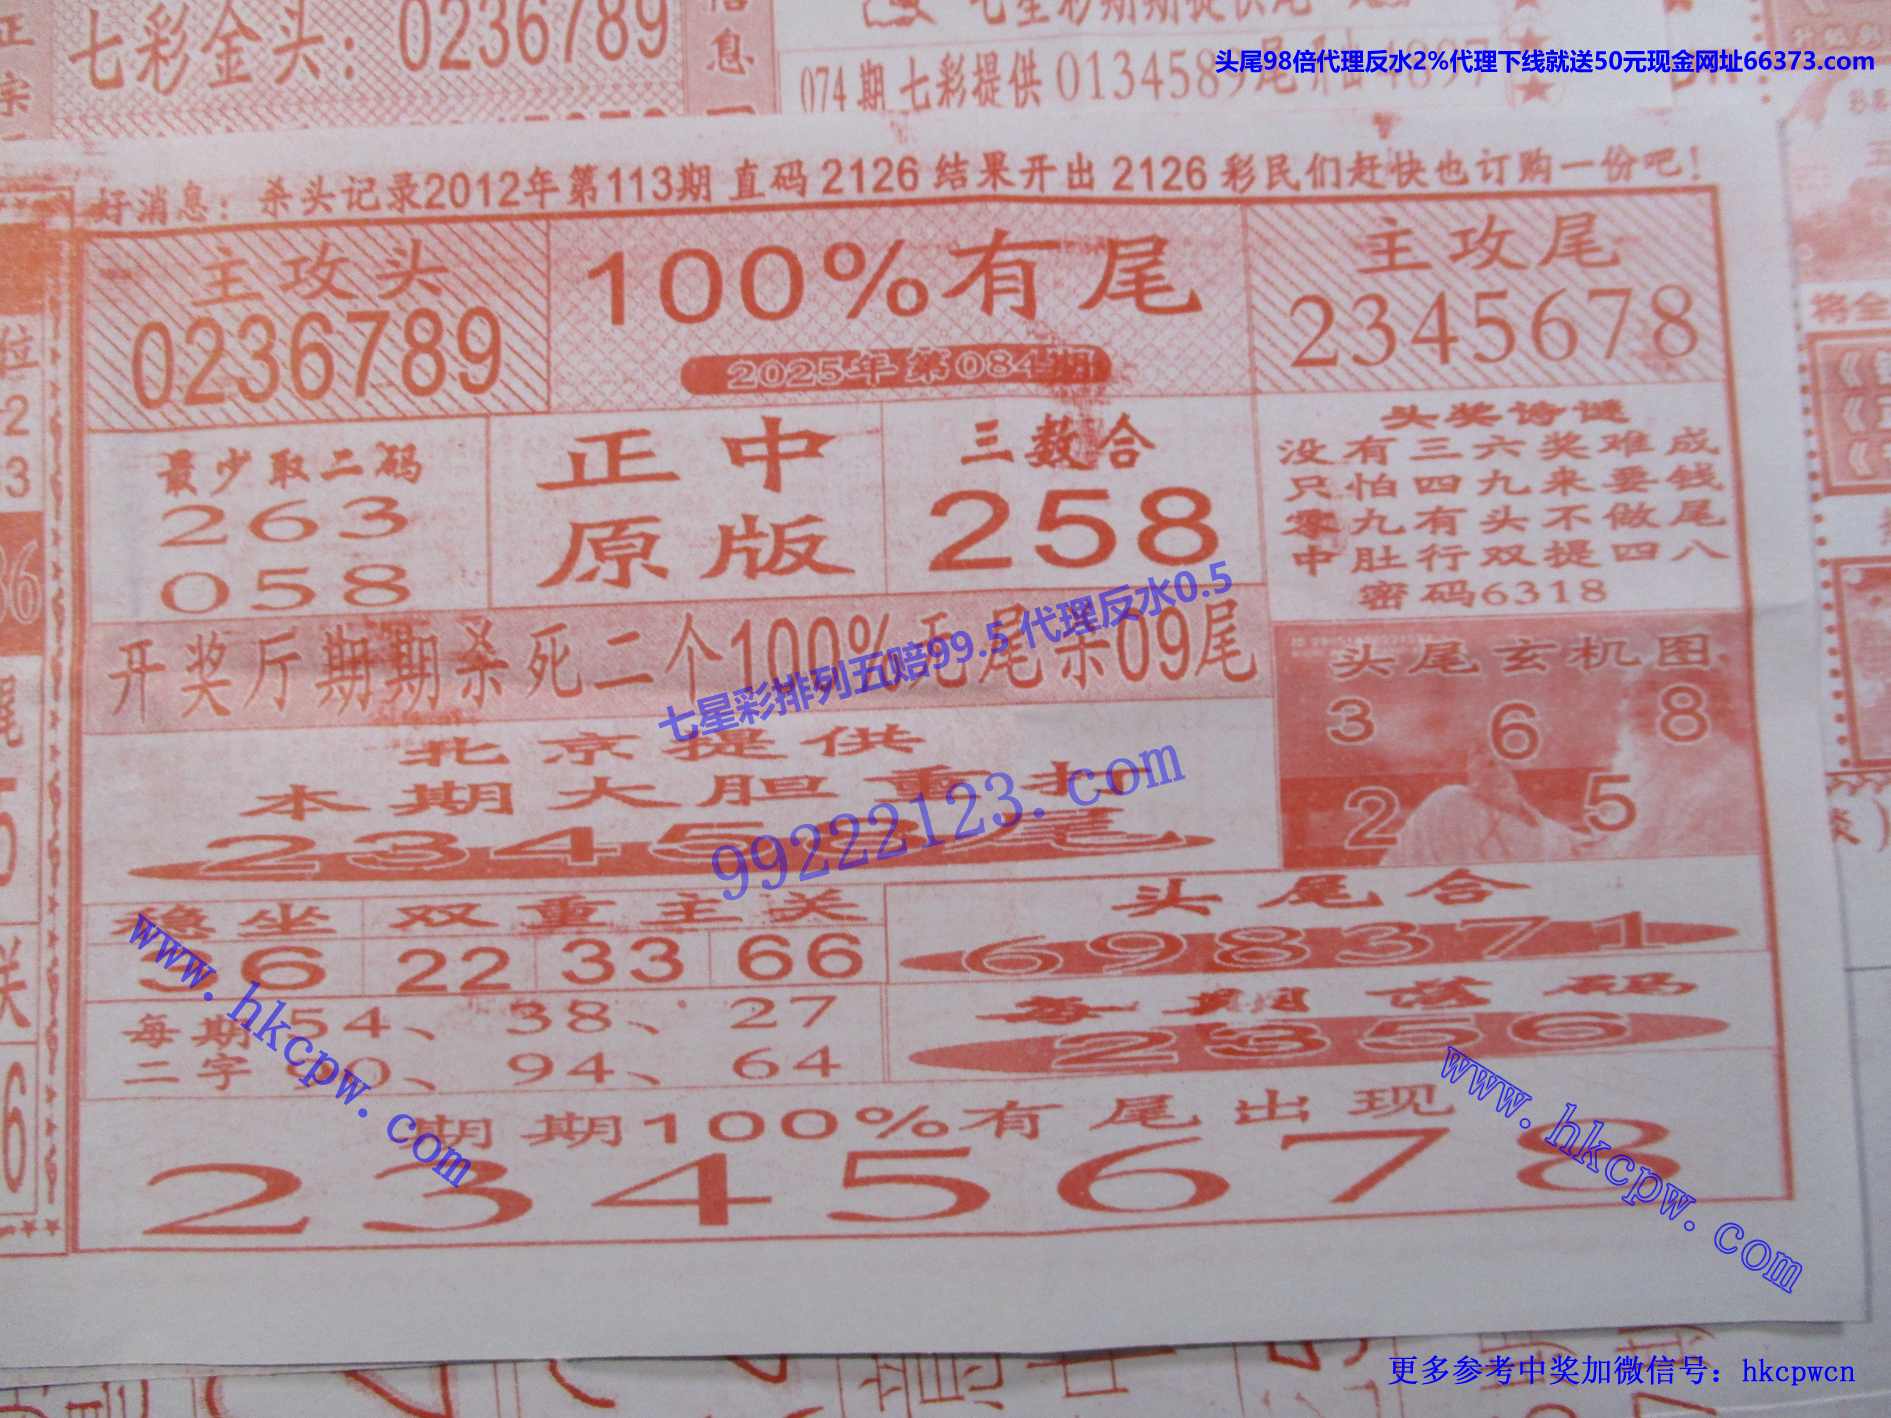 七彩金头：0236789
074期 七彩提供 0134589尾
头尾98倍代理反水2%代理下线就送50元现金网址66373.com
好消息：杀头记录2012年第113期 直码 2126 结果开出 2126 彩民们赶快也订购一份吧！
主攻头
0236789
100%有尾
2025年第084期
主攻尾
2345678
最少取二码
263
058
正中
原版
三数合
258
头奖诗谜
没有三六奖难成
只怕四九来要钱
零九有头不做尾
中肚行双提四八
密码6318
开奖厅期期杀死二个100%死尾杀09尾
七星彩排列五赔99.5 代理反水0.5
头尾玄机图
3 6 8
2 5
北京提供
本期大胆重扑
2345 尾
99222123.com
稳坐 双重主送
36 22 33 66
头尾合
698371
每期 54、38、27
二字 0、94、64
每期 码
2356
www.hkcpw.com
www.hkcpw.com
期期100%有尾出现
2345678
更多参考中奖加微信号：hkcpwcn